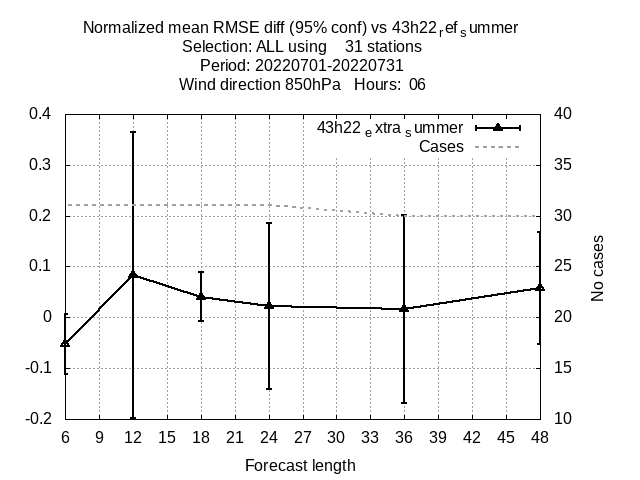 Normalized mean RMSE diff (95% conf) vs 43h22refsummer
Selection: ALL using 31 stations
Period: 20220701-20220731
Wind direction 850hPa Hours: 06
43h22extrasummer
Cases
0.4
0.3
0.2
0.1
0
-0.1
-0.2
40
35
30
25
20
15
10
No cases
6 9 12 15 18 21 24 27 30 33 36 39 42 45 48
Forecast length